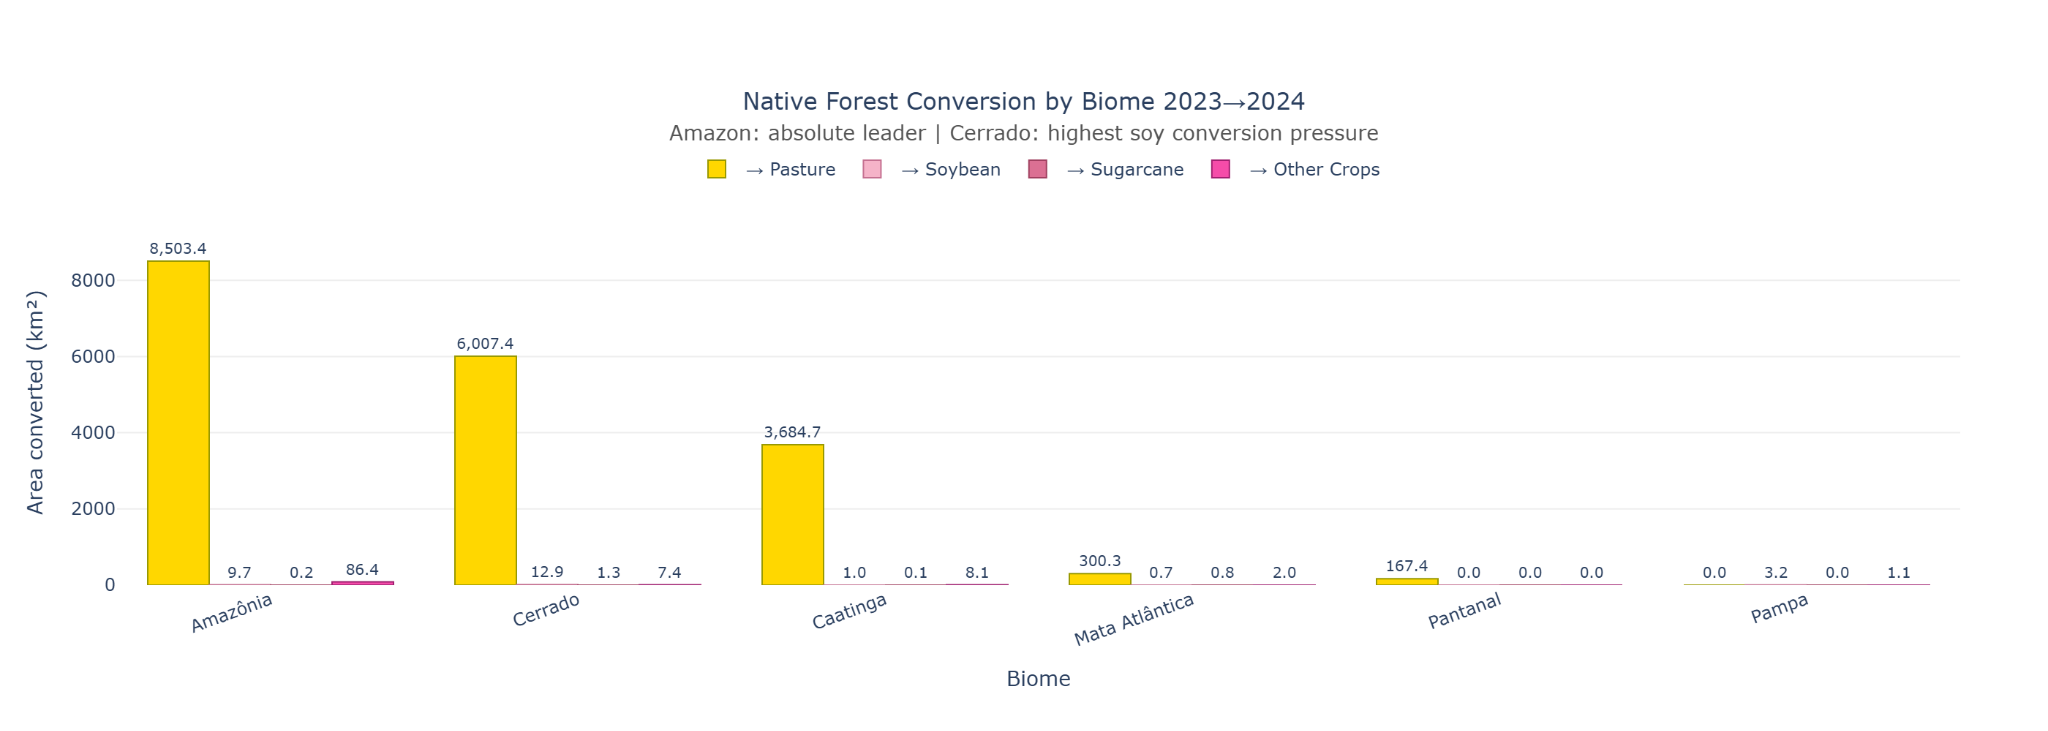 Native Forest Conversion by Biome 2023→2024
Amazon: absolute leader | Cerrado: highest soy conversion pressure
→ Pasture → Soybean → Sugarcane → Other Crops
Area converted (km²)
8000
6000
4000
2000
0
8,503.4 9.7 0.2 86.4
6,007.4 12.9 1.3 7.4
3,684.7 1.0 0.1 8.1
300.3 0.7 0.8 2.0
167.4 0.0 0.0 0.0
0.0 3.2 0.0 1.1
Amazônia Cerrado Caatinga Mata Atlântica Pantanal Pampa
Biome